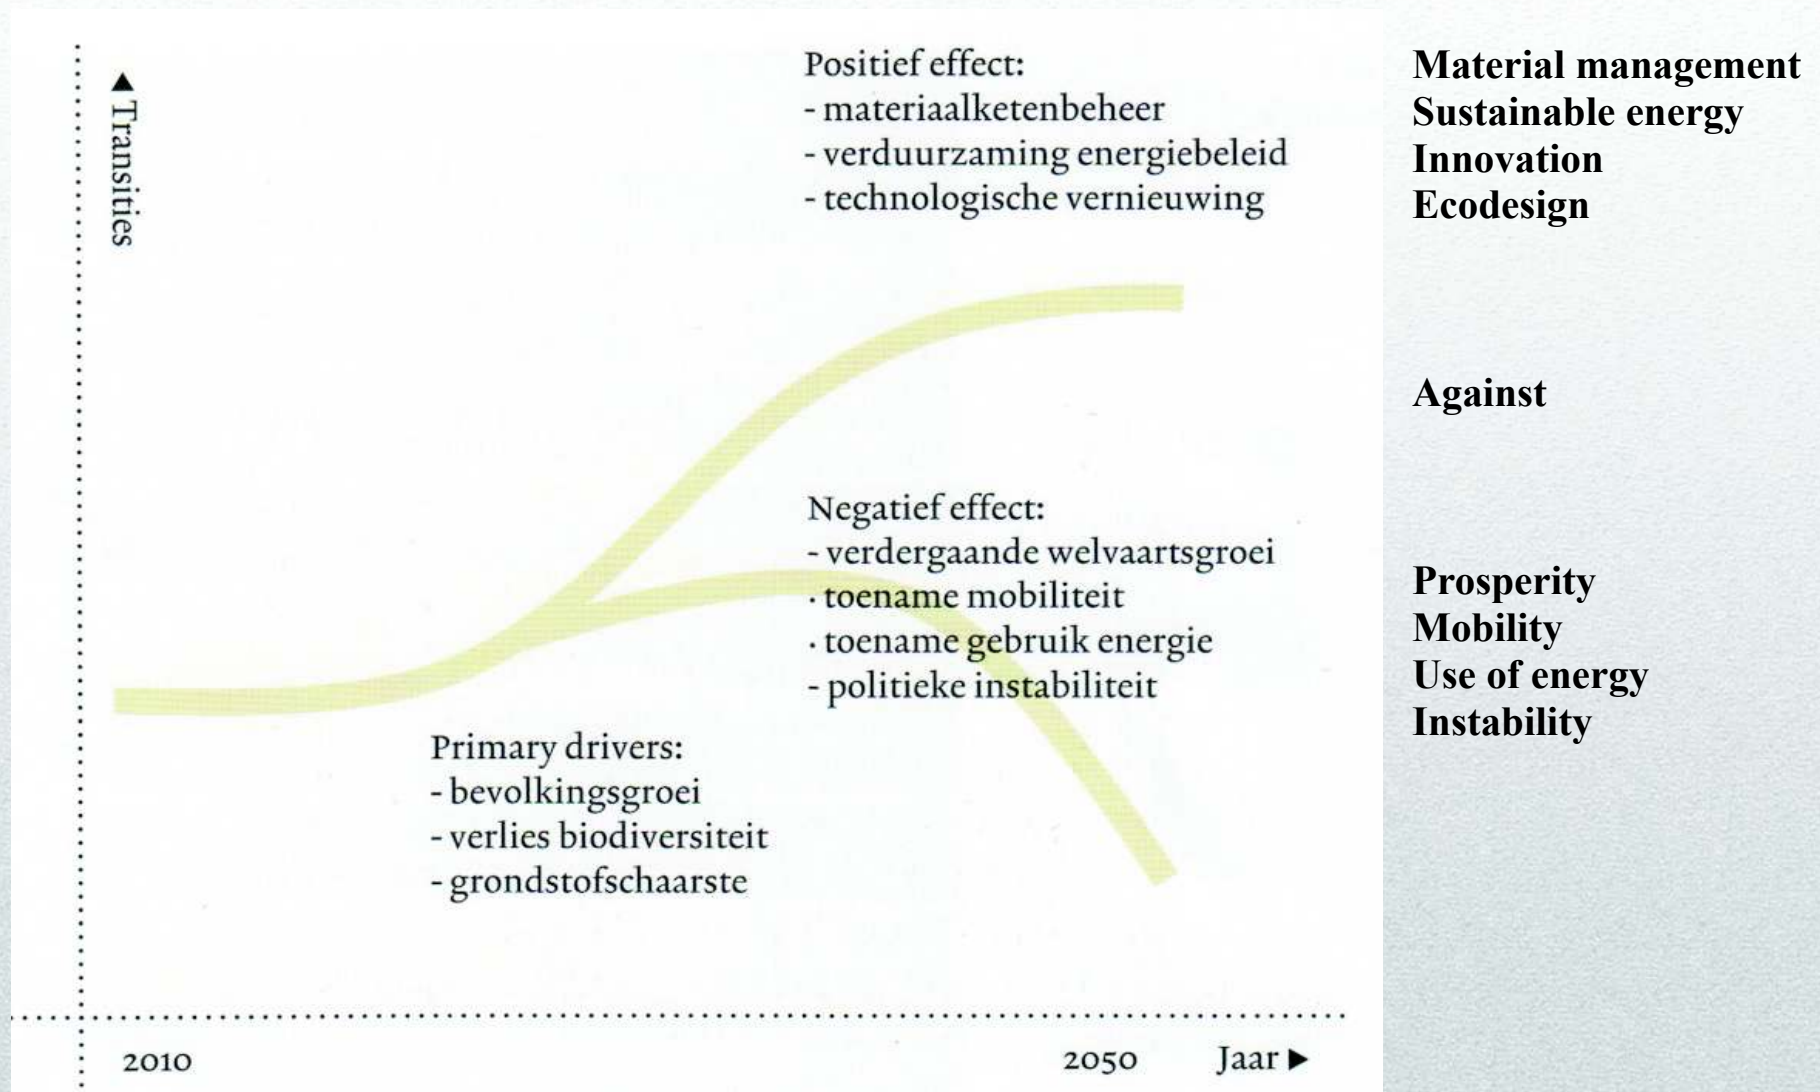 ▲ Transities
Positief effect:
- materiaalketenbeheer
- verduurzaming energiebeleid
- technologische vernieuwing
Negatief effect:
- verdergaande welvaartsgroei
· toename mobiliteit
· toename gebruik energie
- politieke instabiliteit
Primary drivers:
- bevolkingsgroei
- verlies biodiversiteit
- grondstofschaarste
2010
2050
Jaar ▶
Material management
Sustainable energy
Innovation
Ecodesign
Against
Prosperity
Mobility
Use of energy
Instability